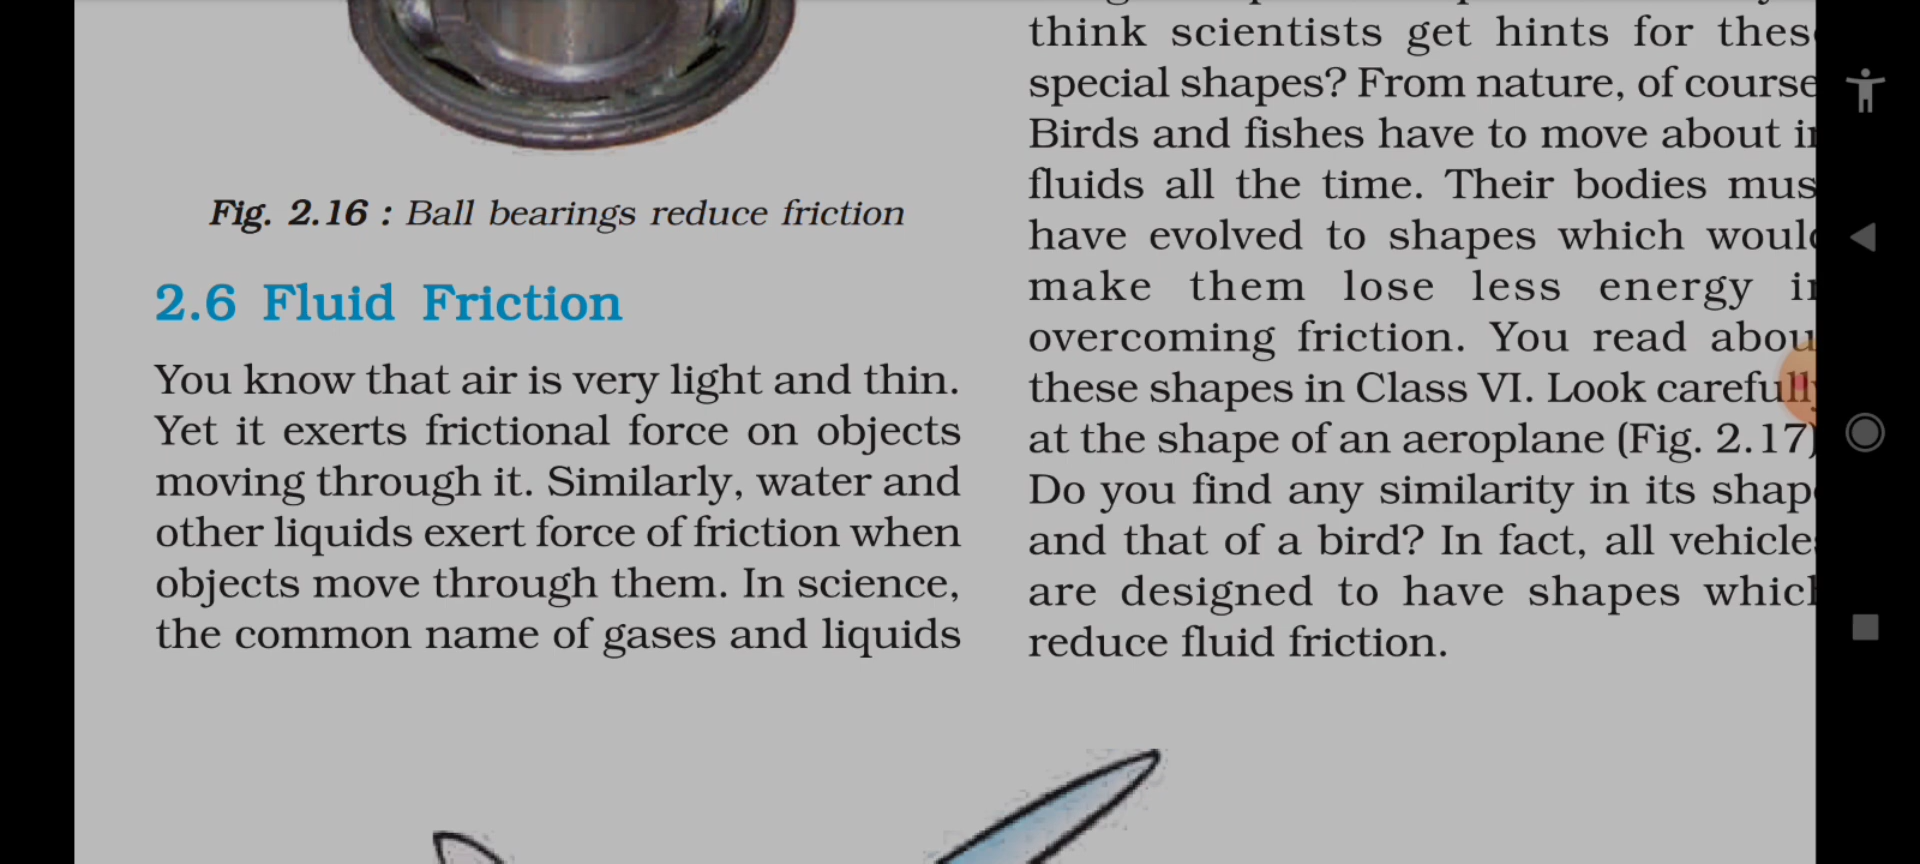 Fig. 2.16 : Ball bearings reduce friction
2.6 Fluid Friction
You know that air is very light and thin.
Yet it exerts frictional force on objects
moving through it. Similarly, water and
other liquids exert force of friction when
objects move through them. In science,
the common name of gases and liquids
think scientists get hints for thes
special shapes? From nature, of course
Birds and fishes have to move about
fluids all the time. Their bodies mus
have evolved to shapes which woul
make them lose less energy
overcoming friction. You read abou
these shapes in Class VI. Look carefull
at the shape of an aeroplane (Fig. 2.17)
Do you find any similarity in its shap
and that of a bird? In fact, all vehicle
are designed to have shapes whic
reduce fluid friction.